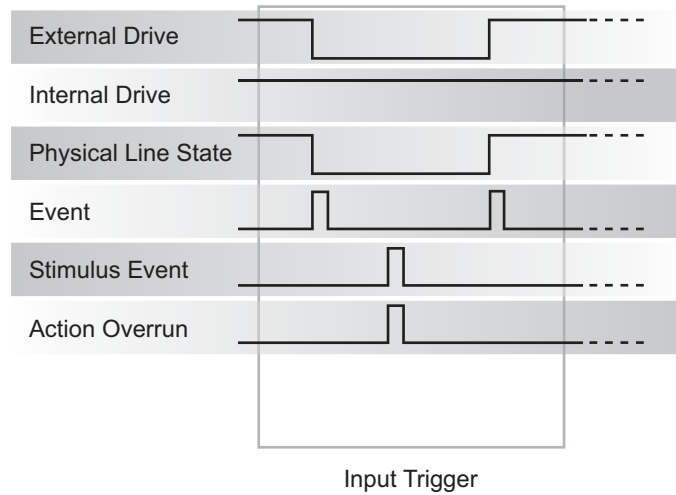 External Drive
Internal Drive
Physical Line State
Event
Stimulus Event
Action Overrun
Input Trigger